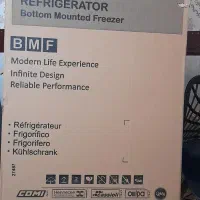 REFRIGERATOR
Bottom Mounted Freezer
BMF
Modern Life Experience
Infinite Design
Reliable Performance
• Réfrigérateur
• Frigorífico
• Frigorifero
• Kühlschrank